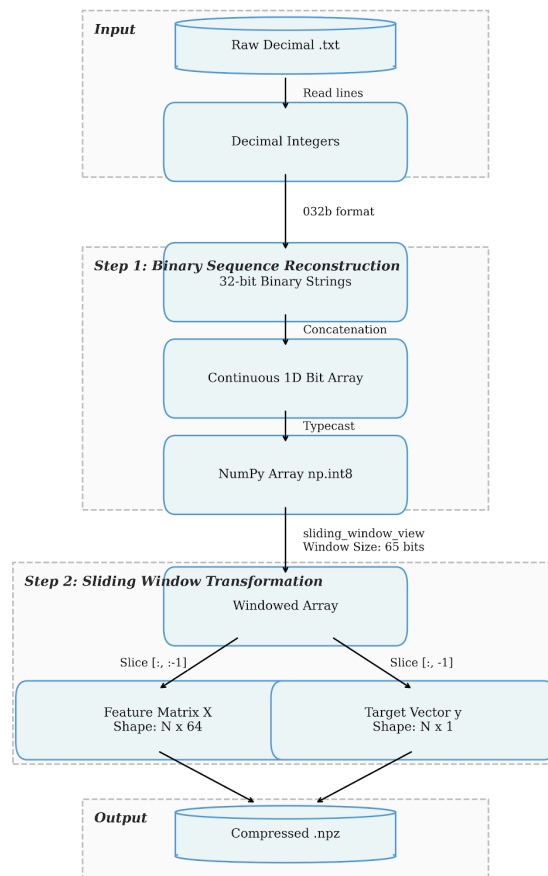 Input
Raw Decimal .txt
Read lines
Decimal Integers
032b format
Step 1: Binary Sequence Reconstruction
32-bit Binary Strings
Concatenation
Continuous 1D Bit Array
Typecast
NumPy Array np.int8
sliding_window_view
Window Size: 65 bits
Step 2: Sliding Window Transformation
Windowed Array
Slice [:, :-1]
Slice [:, -1]
Feature Matrix X
Shape: N x 64
Target Vector y
Shape: N x 1
Output
Compressed .npz